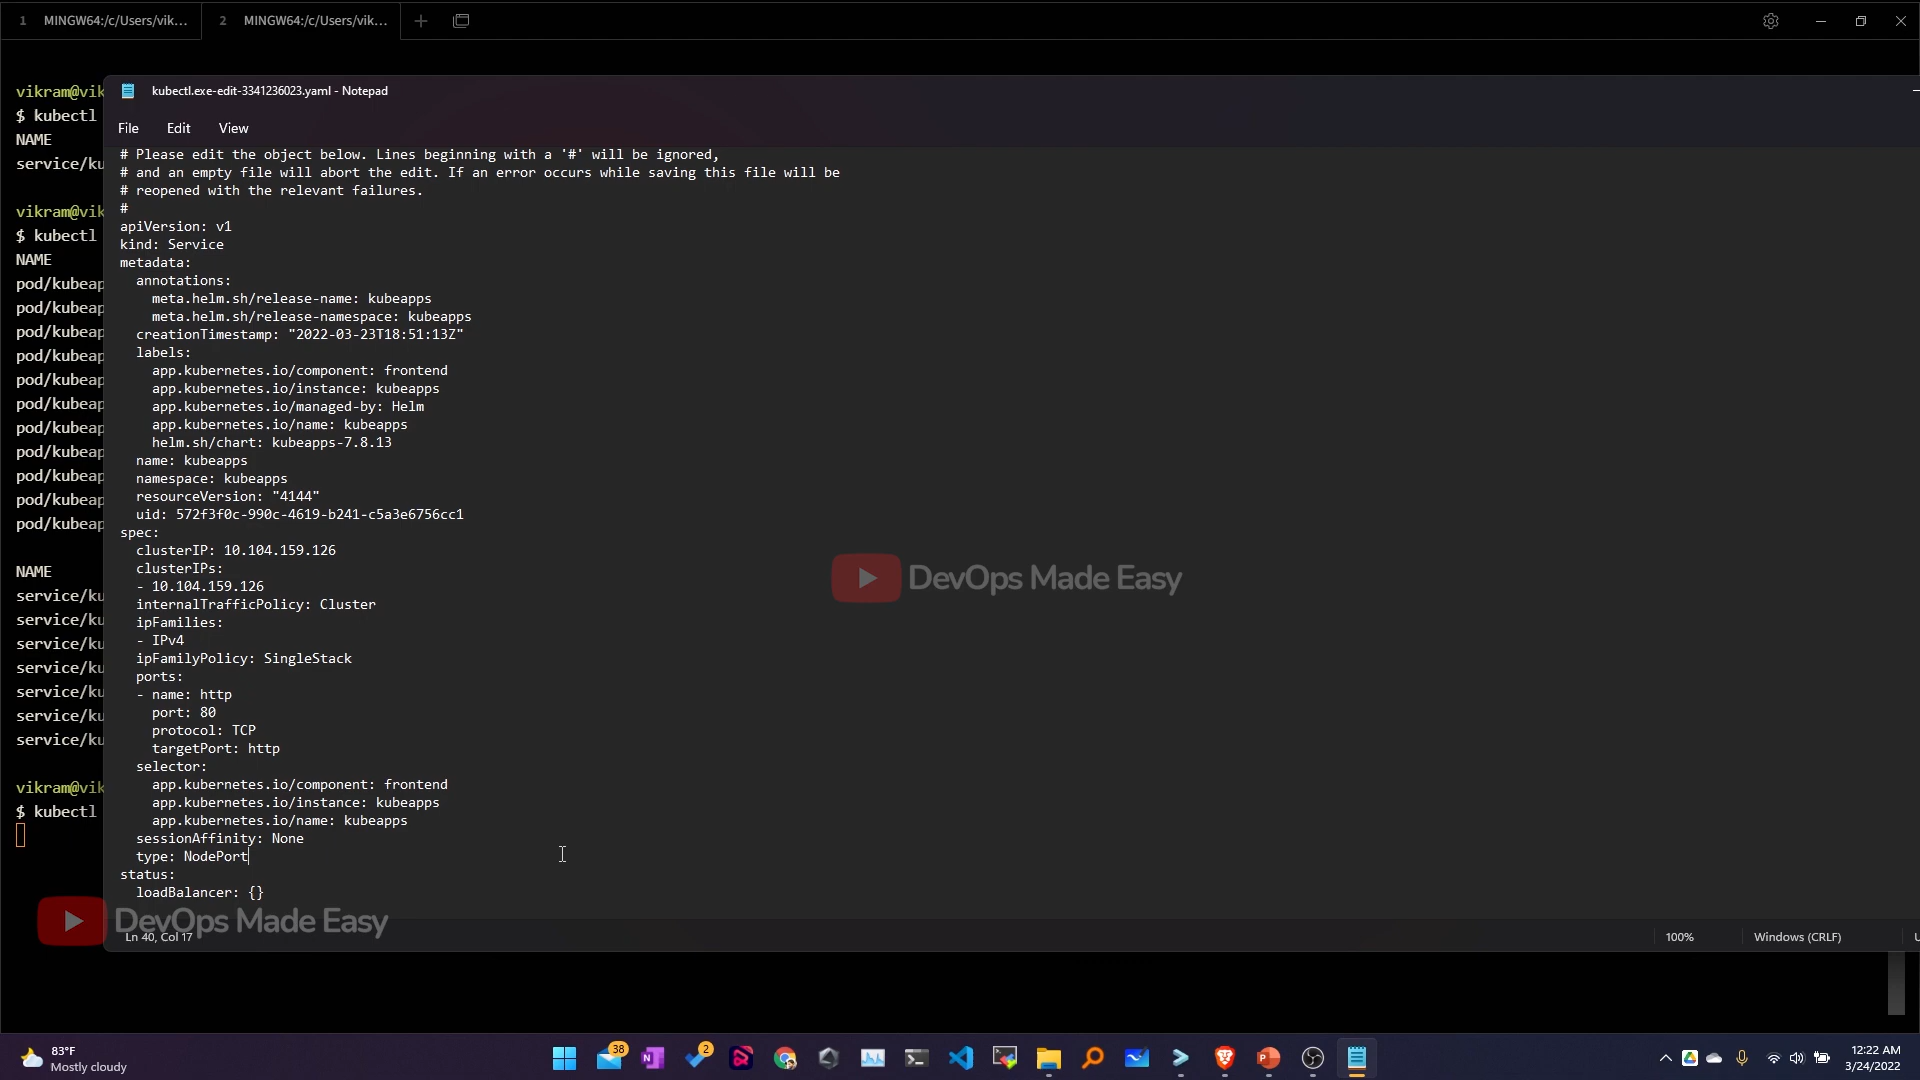 1 MINGW64:/c/Users/vik... 2 MINGW64:/c/Users/vik...
vikram@vik
$ kubectl
NAME
service/ku
vikram@vik
$ kubectl
NAME
pod/kubeap
pod/kubeap
pod/kubeap
pod/kubeap
pod/kubeap
pod/kubeap
pod/kubeap
pod/kubeap
pod/kubeap
pod/kubeap
pod/kubeap
NAME
service/ku
service/ku
service/ku
service/ku
service/ku
service/ku
service/ku
vikram@vik
$ kubectl
kubectl.exe-edit-3341236023.yaml - Notepad
File Edit View
# Please edit the object below. Lines beginning with a '#' will be ignored,
# and an empty file will abort the edit. If an error occurs while saving this file will be
# reopened with the relevant failures.
#
apiVersion: v1
kind: Service
metadata:
  annotations:
    meta.helm.sh/release-name: kubeapps
    meta.helm.sh/release-namespace: kubeapps
  creationTimestamp: "2022-03-23T18:51:13Z"
  labels:
    app.kubernetes.io/component: frontend
    app.kubernetes.io/instance: kubeapps
    app.kubernetes.io/managed-by: Helm
    app.kubernetes.io/name: kubeapps
    helm.sh/chart: kubeapps-7.8.13
  name: kubeapps
  namespace: kubeapps
  resourceVersion: "4144"
  uid: 572f3f0c-990c-4619-b241-c5a3e6756cc1
spec:
  clusterIP: 10.104.159.126
  clusterIPs:
  - 10.104.159.126
  internalTrafficPolicy: Cluster
  ipFamilies:
  - IPv4
  ipFamilyPolicy: SingleStack
  ports:
  - name: http
    port: 80
    protocol: TCP
    targetPort: http
  selector:
    app.kubernetes.io/component: frontend
    app.kubernetes.io/instance: kubeapps
    app.kubernetes.io/name: kubeapps
  sessionAffinity: None
  type: NodePort
status:
  loadBalancer: {}
DevOps Made Easy
DevOps Made Easy
Ln 40, Col 17 100% Windows (CRLF)
83°F
Mostly cloudy
38
2
12:22 AM
3/24/2022